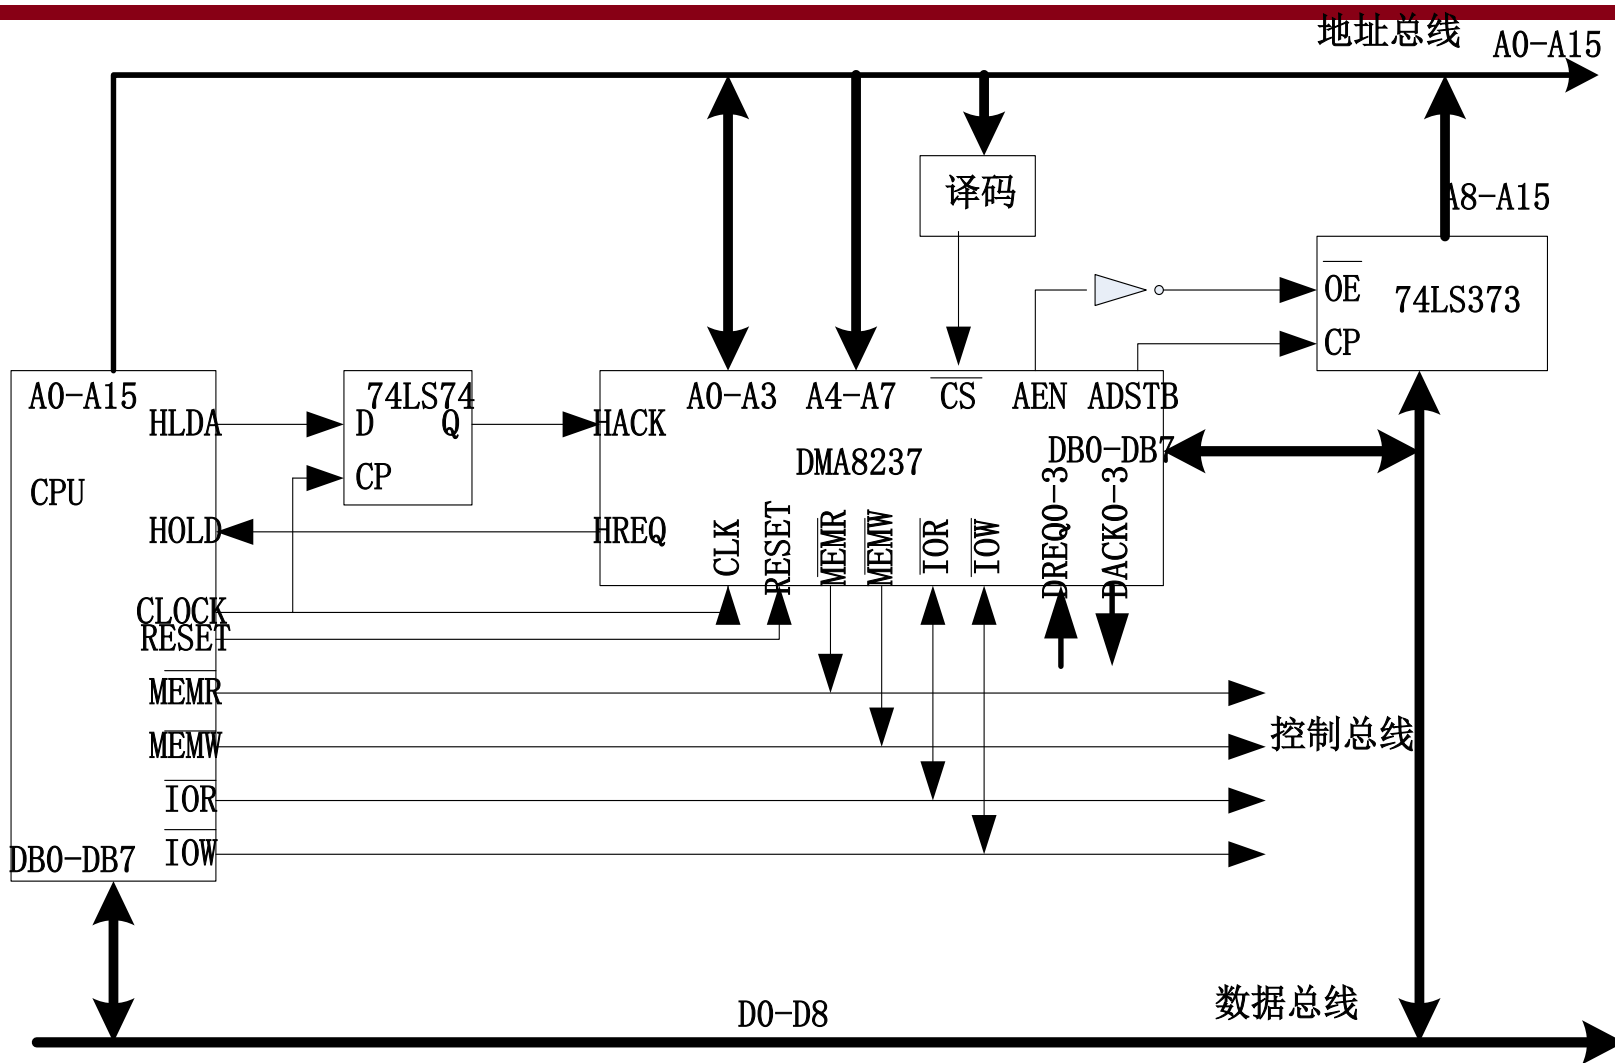 地址总线
A0-A15
译码
A8-A15
OE
74LS373
CP
A0-A15
HLDA
CPU
HOLD
CLOCK
RESET
MEMR
MEMW
IOR
IOW
DB0-DB7
74LS74
D
Q
CP
HACK
HREQ
A0-A3
A4-A7
CS
AEN
ADSTB
DMA8237
DB0-DB7
CLK
RESET
MEMR
MEMW
IOR
IOW
DREQ0-3
DACK0-3
控制总线
数据总线
D0-D8